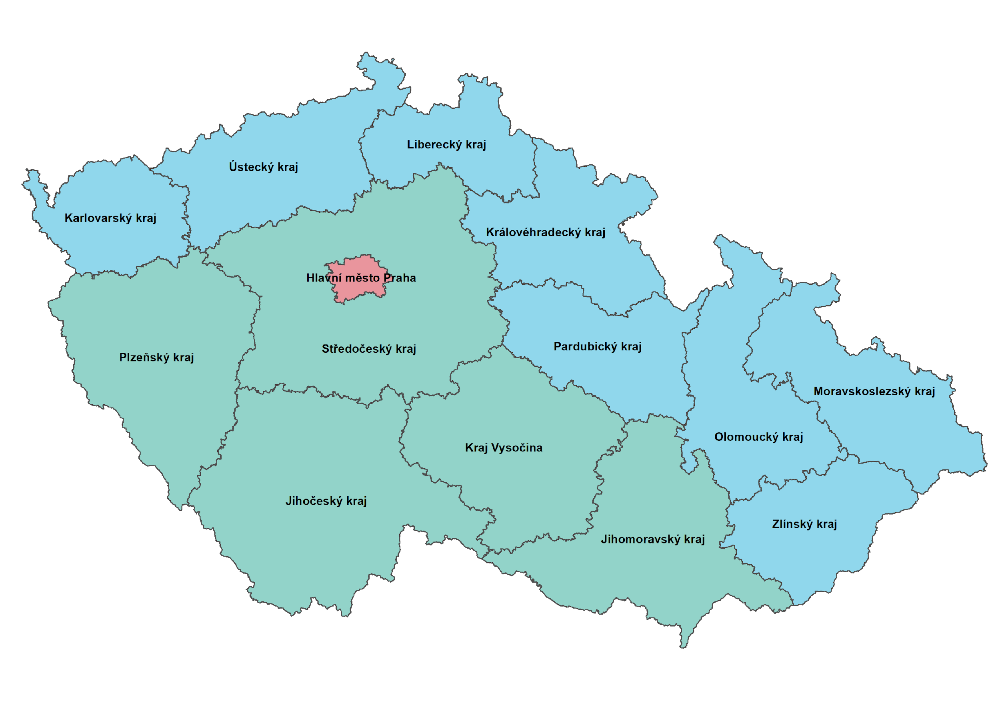 Liberecký kraj
Ústecký kraj
Karlovarský kraj
Královéhradecký kraj
Hlavní město Praha
Pardubický kraj
Středočeský kraj
Plzeňský kraj
Moravskoslezský kraj
Olomoucký kraj
Kraj Vysočina
Jihočeský kraj
Zlínský kraj
Jihomoravský kraj